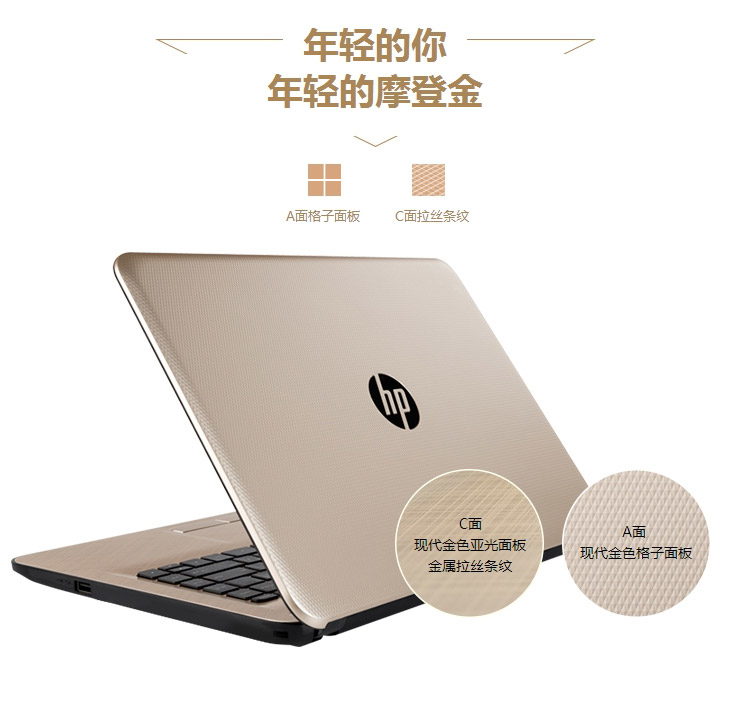 年轻的你
年轻的摩登金
A面格子面板
C面拉丝条纹
hp
C面
现代金色亚光面板
金属拉丝条纹
A面
现代金色格子面板